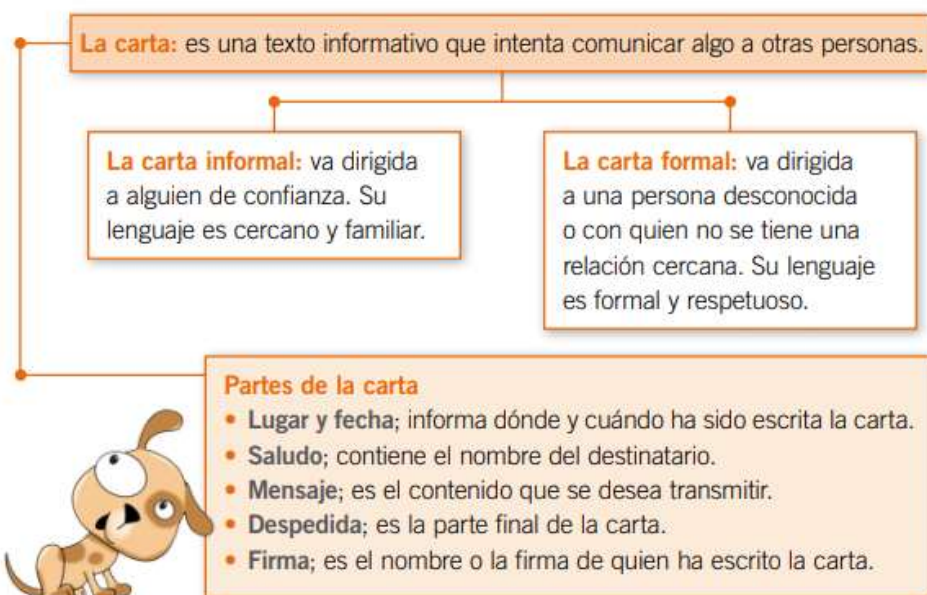 La carta: es una texto informativo que intenta comunicar algo a otras personas.
La carta informal: va dirigida
a alguien de confianza. Su
lenguaje es cercano y familiar.
La carta formal: va dirigida
a una persona desconocida
o con quien no se tiene una
relación cercana. Su lenguaje
es formal y respetuoso.
Partes de la carta
• Lugar y fecha; informa dónde y cuándo ha sido escrita la carta.
• Saludo; contiene el nombre del destinatario.
• Mensaje; es el contenido que se desea transmitir.
• Despedida; es la parte final de la carta.
• Firma; es el nombre o la firma de quien ha escrito la carta.